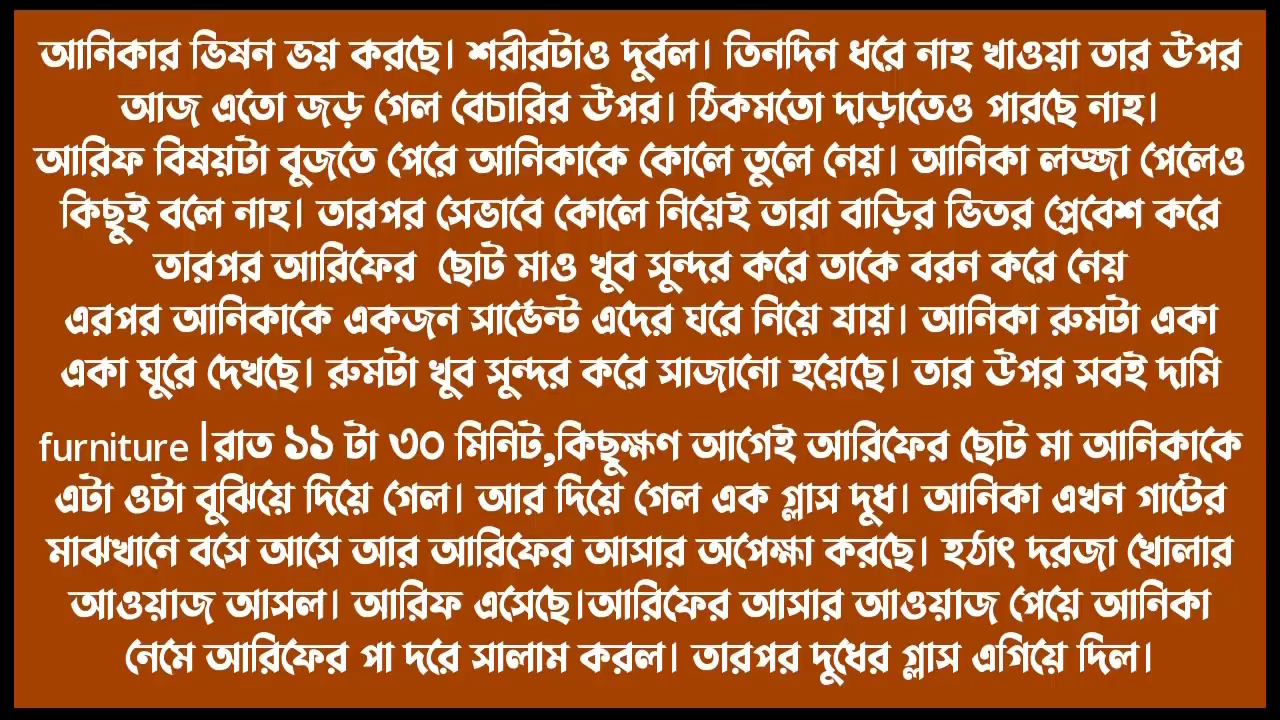 আনিকার ভিষন ভয় করছে। শরীরটাও দুর্বল। তিনদিন ধরে নাহ খাওয়া তার উপর
আজ এতো জড় গেল বেচারির উপর। ঠিকমতো দাড়াতেও পারছে নাহ।
আরিফ বিষয়টা বুজতে পেরে আনিকাকে কোলে তুলে নেয়। আনিকা লজ্জা পেলেও
কিছুই বলে নাহ। তারপর সেভাবে কোলে নিয়েই তারা বাড়ির ভিতর প্রেবেশ করে
তারপর আরিফের ছোট মাও খুব সুন্দর করে তাকে বরন করে নেয়
এরপর আনিকাকে একজন সার্ভেন্ট এদের ঘরে নিয়ে যায়। আনিকা রুমটা একা
একা ঘুরে দেখছে। রুমটা খুব সুন্দর করে সাজানো হয়েছে। তার উপর সবই দামি
furniture |রাত ১১ টা ৩০ মিনিট,কিছুক্ষণ আগেই আরিফের ছোট মা আনিকাকে
এটা ওটা বুঝিয়ে দিয়ে গেল। আর দিয়ে গেল এক গ্লাস দুধ। আনিকা এখন গাটের
মাঝখানে বসে আসে আর আরিফের আসার অপেক্ষা করছে। হঠাৎ দরজা খোলার
আওয়াজ আসল। আরিফ এসেছে।আরিফের আসার আওয়াজ পেয়ে আনিকা
নেমে আরিফের পা দরে সালাম করল। তারপর দুধের গ্লাস এগিয়ে দিল।